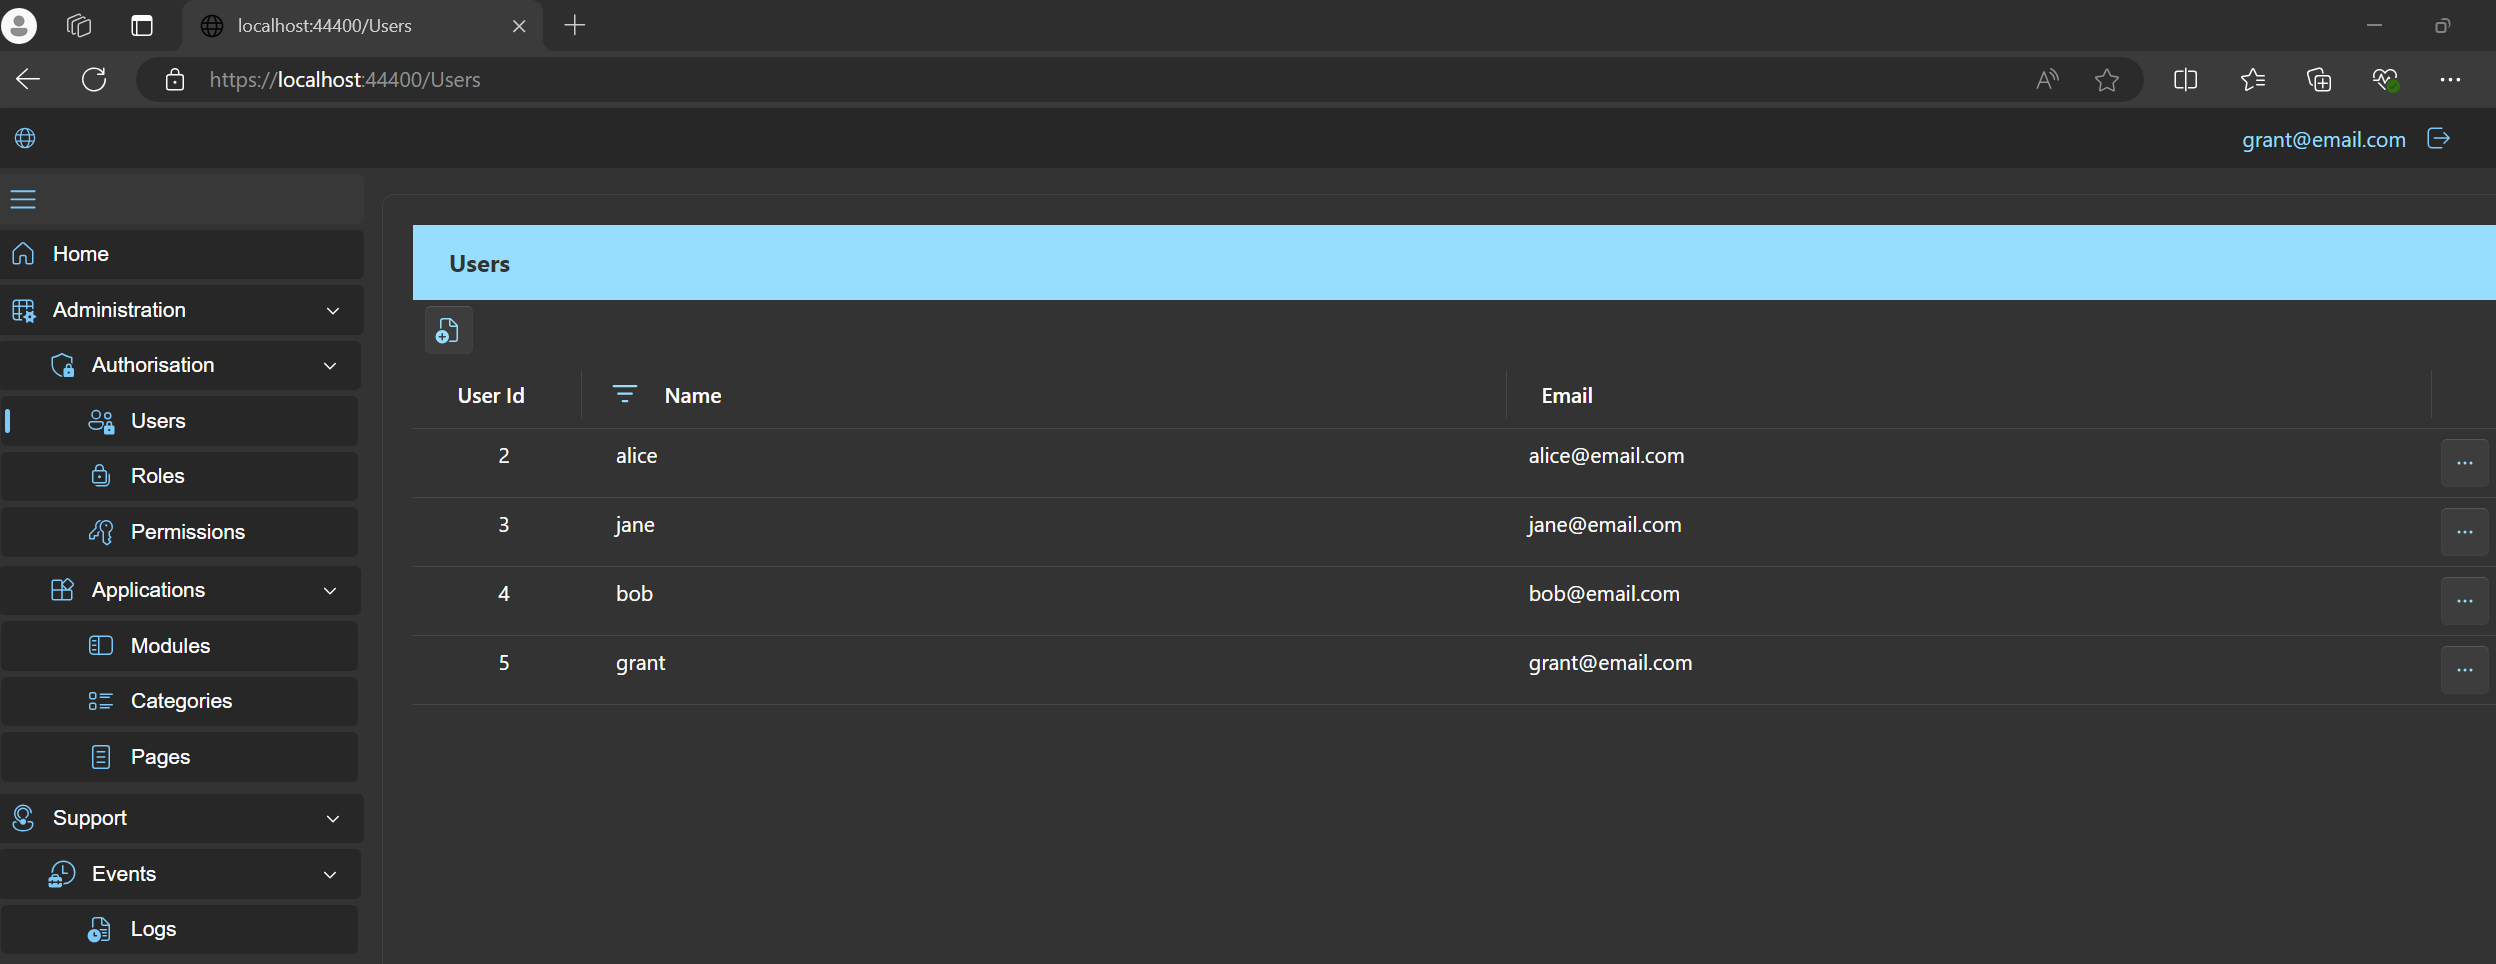 localhost:44400/Users
https://localhost:44400/Users
grant@email.com
Home
Administration
Authorisation
Users
Roles
Permissions
Applications
Modules
Categories
Pages
Support
Events
Logs
Users
User Id Name Email
2 alice alice@email.com
3 jane jane@email.com
4 bob bob@email.com
5 grant grant@email.com